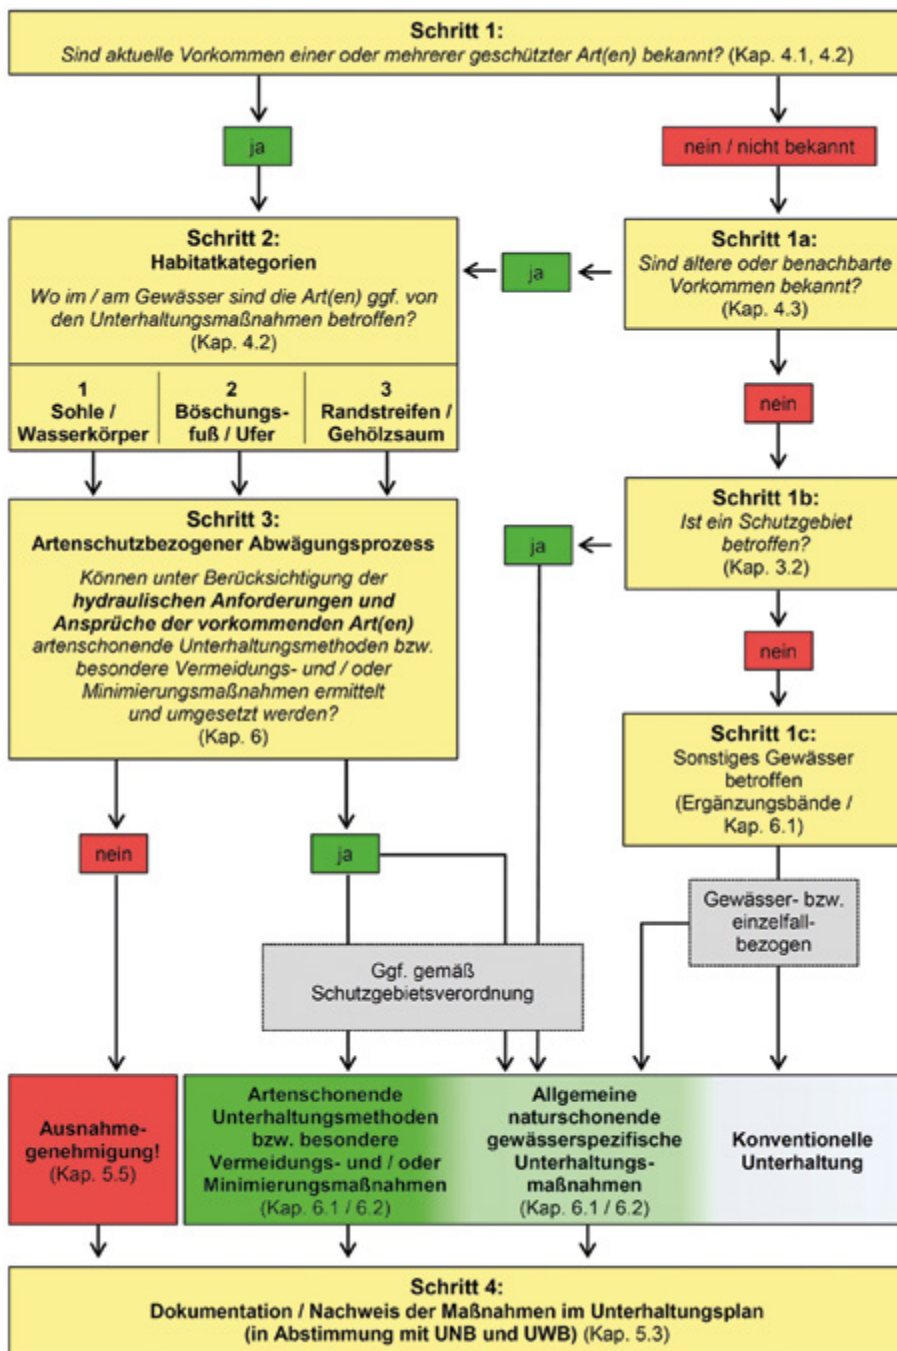 Schritt 1:
Sind aktuelle Vorkommen einer oder mehrerer geschützter Art(en) bekannt? (Kap. 4.1, 4.2)
ja
nein / nicht bekannt
Schritt 2:
Habitatkategorien
Wo im / am Gewässer sind die Art(en) ggf. von
den Unterhaltungsmaßnahmen betroffen?
(Kap. 4.2)
ja
Schritt 1a:
Sind ältere oder benachbarte
Vorkommen bekannt?
(Kap. 4.3)
1
Sohle /
Wasserkörper
2
Böschungs-
fuß / Ufer
3
Randstreifen /
Gehölzsaum
nein
Schritt 3:
Artenschutzbezogener Abwägungsprozess
Können unter Berücksichtigung der
hydraulischen Anforderungen und
Ansprüche der vorkommenden Art(en)
artenschonende Unterhaltungsmethoden bzw.
besondere Vermeidungs- und / oder
Minimierungsmaßnahmen ermittelt
und umgesetzt werden?
(Kap. 6)
ja
Schritt 1b:
Ist ein Schutzgebiet
betroffen?
(Kap. 3.2)
nein
Schritt 1c:
Sonstiges Gewässer
betroffen
(Ergänzungsbände /
Kap. 6.1)
nein
ja
Gewässer- bzw.
einzelfall-
bezogen
Ggf. gemäß
Schutzgebietsverordnung
Ausnahme-
genehmigung!
(Kap. 5.5)
Artenschonende
Unterhaltungsmethoden
bzw. besondere
Vermeidungs- und / oder
Minimierungsmaßnahmen
(Kap. 6.1 / 6.2)
Allgemeine
naturschonende
gewässerspezifische
Unterhaltungs-
maßnahmen
(Kap. 6.1 / 6.2)
Konventionelle
Unterhaltung
Schritt 4:
Dokumentation / Nachweis der Maßnahmen im Unterhaltungsplan
(in Abstimmung mit UNB und UWB) (Kap. 5.3)